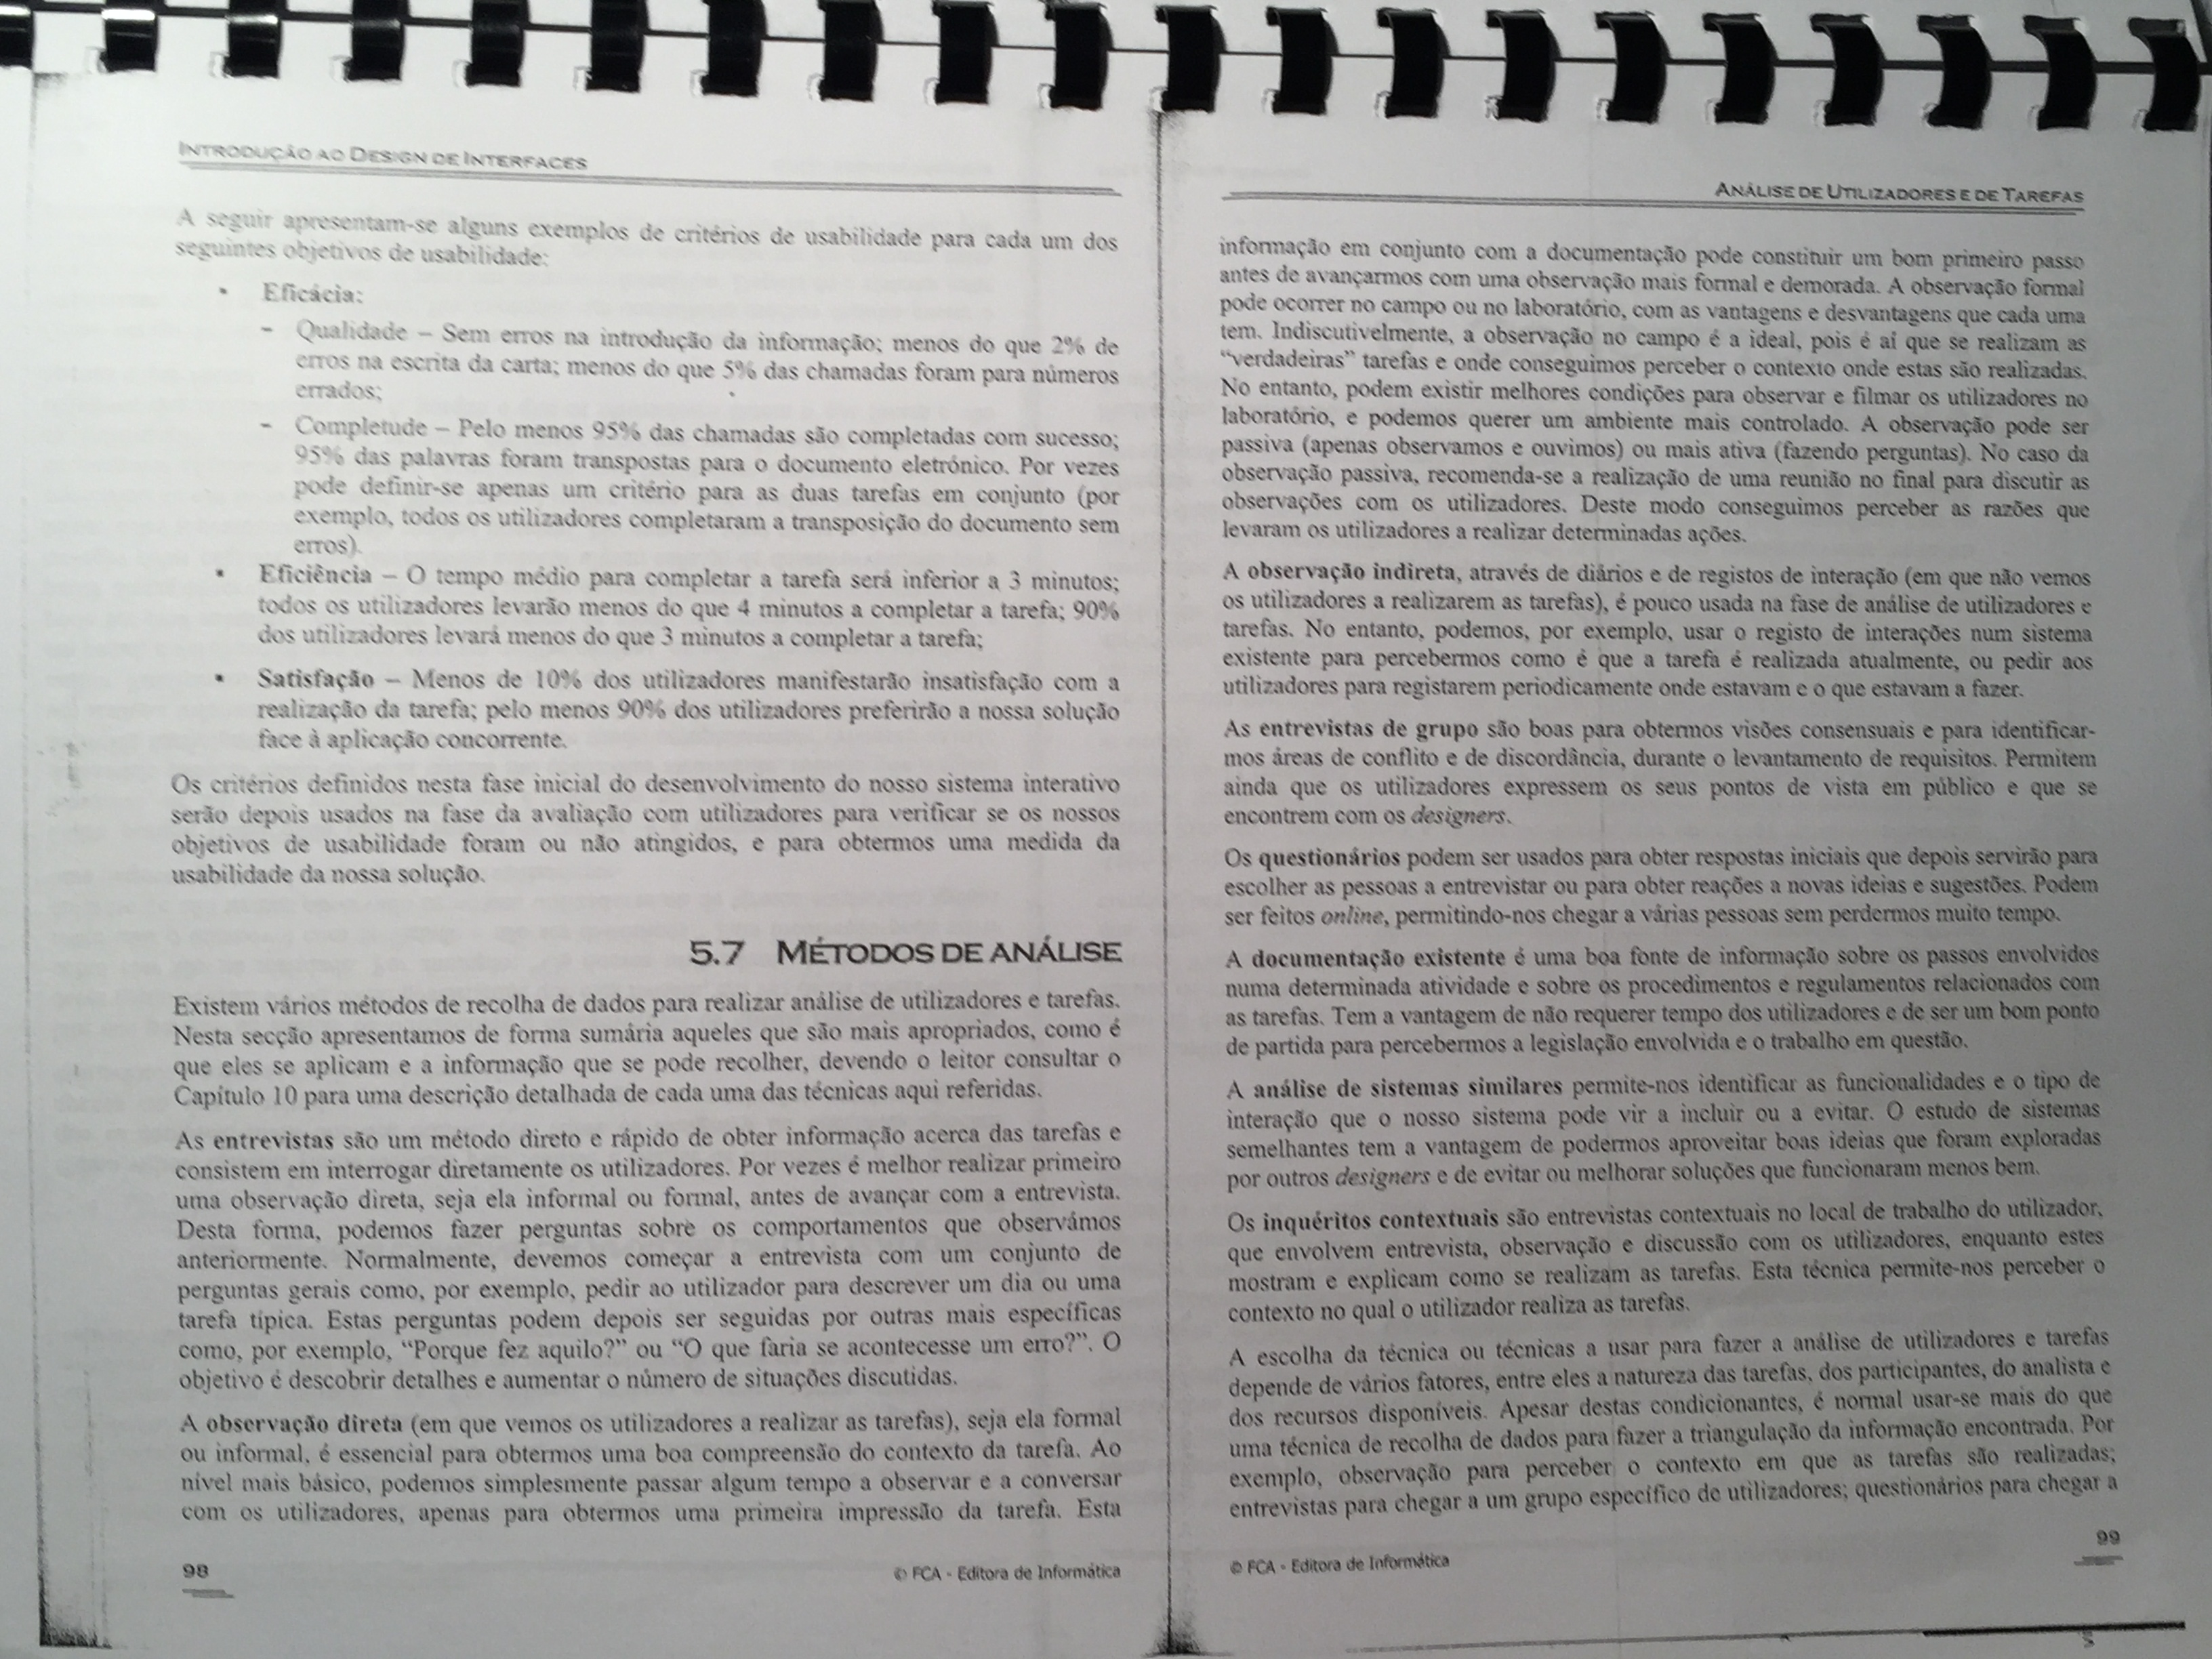 INTRODUÇÃO AO DESIGN DE INTERFACES
A seguir apresentam-se alguns exemplos de critérios de usabilidade para cada um dos
seguintes objetivos de usabilidade:
▪ Eficácia:
– Qualidade – Sem erros na introdução da informação; menos do que 2% de
erros na escrita da carta; menos do que 5% das chamadas foram para números
errados;
– Completude – Pelo menos 95% das chamadas são completadas com sucesso;
95% das palavras foram transpostas para o documento eletrónico. Por vezes
pode definir-se apenas um critério para as duas tarefas em conjunto (por
exemplo, todos os utilizadores completaram a transposição do documento sem
erros).
▪ Eficiência – O tempo médio para completar a tarefa será inferior a 3 minutos;
todos os utilizadores levarão menos do que 4 minutos a completar a tarefa; 90%
dos utilizadores levará menos do que 3 minutos a completar a tarefa;
▪ Satisfação – Menos de 10% dos utilizadores manifestarão insatisfação com a
realização da tarefa; pelo menos 90% dos utilizadores preferirão a nossa solução
face à aplicação concorrente.
Os critérios definidos nesta fase inicial do desenvolvimento do nosso sistema interativo
serão depois usados na fase da avaliação com utilizadores para verificar se os nossos
objetivos de usabilidade foram ou não atingidos, e para obtermos uma medida da
usabilidade da nossa solução.
5.7 MÉTODOS DE ANÁLISE
Existem vários métodos de recolha de dados para realizar análise de utilizadores e tarefas.
Nesta secção apresentamos de forma sumária aqueles que são mais apropriados, como é
que eles se aplicam e a informação que se pode recolher, devendo o leitor consultar o
Capítulo 10 para uma descrição detalhada de cada uma das técnicas aqui referidas.
As entrevistas são um método direto e rápido de obter informação acerca das tarefas e
consistem em interrogar diretamente os utilizadores. Por vezes é melhor realizar primeiro
uma observação direta, seja ela informal ou formal, antes de avançar com a entrevista.
Desta forma, podemos fazer perguntas sobre os comportamentos que observámos
anteriormente. Normalmente, devemos começar a entrevista com um conjunto de
perguntas gerais como, por exemplo, pedir ao utilizador para descrever um dia ou uma
tarefa típica. Estas perguntas podem depois ser seguidas por outras mais específicas
como, por exemplo, “Porque fez aquilo?” ou “O que faria se acontecesse um erro?”. O
objetivo é descobrir detalhes e aumentar o número de situações discutidas.
A observação direta (em que vemos os utilizadores a realizar as tarefas), seja ela formal
ou informal, é essencial para obtermos uma boa compreensão do contexto da tarefa. Ao
nível mais básico, podemos simplesmente passar algum tempo a observar e a conversar
com os utilizadores, apenas para obtermos uma primeira impressão da tarefa. Esta
98
© FCA - Editora de Informática
ANÁLISE DE UTILIZADORES E DE TAREFAS
informação em conjunto com a documentação pode constituir um bom primeiro passo
antes de avançarmos com uma observação mais formal e demorada. A observação formal
pode ocorrer no campo ou no laboratório, com as vantagens e desvantagens que cada uma
tem. Indiscutivelmente, a observação no campo é a ideal, pois é aí que se realizam as
“verdadeiras” tarefas e onde conseguimos perceber o contexto onde estas são realizadas.
No entanto, podem existir melhores condições para observar e filmar os utilizadores no
laboratório, e podemos querer um ambiente mais controlado. A observação pode ser
passiva (apenas observamos e ouvimos) ou mais ativa (fazendo perguntas). No caso da
observação passiva, recomenda-se a realização de uma reunião no final para discutir as
observações com os utilizadores. Deste modo conseguimos perceber as razões que
levaram os utilizadores a realizar determinadas ações.
A observação indireta, através de diários e de registos de interação (em que não vemos
os utilizadores a realizarem as tarefas), é pouco usada na fase de análise de utilizadores e
tarefas. No entanto, podemos, por exemplo, usar o registo de interações num sistema
existente para percebermos como é que a tarefa é realizada atualmente, ou pedir aos
utilizadores para registarem periodicamente onde estavam e o que estavam a fazer.
As entrevistas de grupo são boas para obtermos visões consensuais e para identificar-
mos áreas de conflito e de discordância, durante o levantamento de requisitos. Permitem
ainda que os utilizadores expressem os seus pontos de vista em público e que se
encontrem com os designers.
Os questionários podem ser usados para obter respostas iniciais que depois servirão para
escolher as pessoas a entrevistar ou para obter reações a novas ideias e sugestões. Podem
ser feitos online, permitindo-nos chegar a várias pessoas sem perdermos muito tempo.
A documentação existente é uma boa fonte de informação sobre os passos envolvidos
numa determinada atividade e sobre os procedimentos e regulamentos relacionados com
as tarefas. Tem a vantagem de não requerer tempo dos utilizadores e de ser um bom ponto
de partida para percebermos a legislação envolvida e o trabalho em questão.
A análise de sistemas similares permite-nos identificar as funcionalidades e o tipo de
interação que o nosso sistema pode vir a incluir ou a evitar. O estudo de sistemas
semelhantes tem a vantagem de podermos aproveitar boas ideias que foram exploradas
por outros designers e de evitar ou melhorar soluções que funcionaram menos bem.
Os inquéritos contextuais são entrevistas contextuais no local de trabalho do utilizador,
que envolvem entrevista, observação e discussão com os utilizadores, enquanto estes
mostram e explicam como se realizam as tarefas. Esta técnica permite-nos perceber o
contexto no qual o utilizador realiza as tarefas.
A escolha da técnica ou técnicas a usar para fazer a análise de utilizadores e tarefas
depende de vários fatores, entre eles a natureza das tarefas, dos participantes, do analista e
dos recursos disponíveis. Apesar destas condicionantes, é normal usar-se mais do que
uma técnica de recolha de dados para fazer a triangulação da informação encontrada. Por
exemplo, observação para perceber o contexto em que as tarefas são realizadas;
entrevistas para chegar a um grupo específico de utilizadores; questionários para chegar a
© FCA - Editora de Informática
99